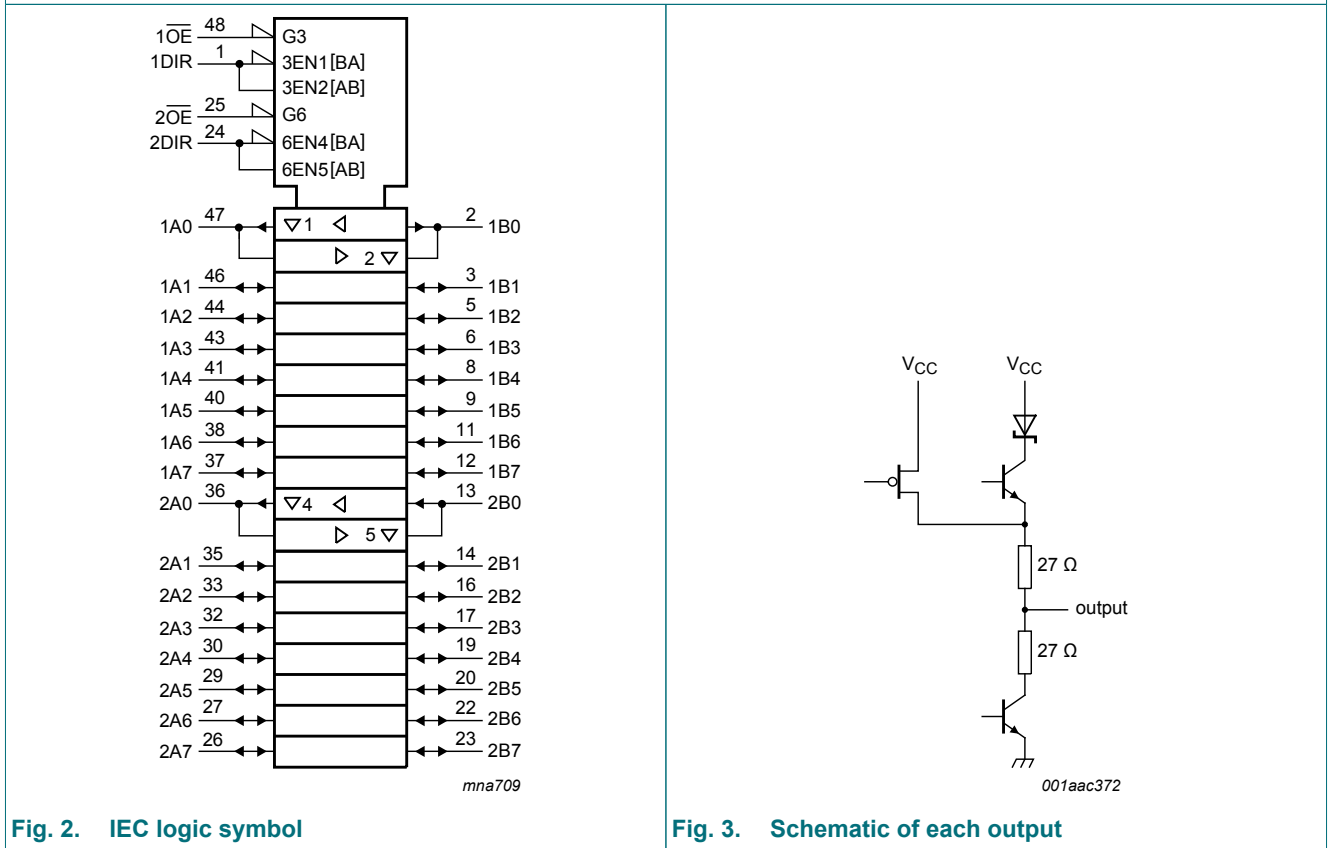 1OE 48 G3
1DIR 1 3EN1[BA]
3EN2[AB]
2OE 25 G6
2DIR 24 6EN4[BA]
6EN5[AB]
1A0 47 1 2 1B0
2
1A1 46 3 1B1
1A2 44 5 1B2
1A3 43 6 1B3
1A4 41 8 1B4
1A5 40 9 1B5
1A6 38 11 1B6
1A7 37 12 1B7
2A0 36 4 13 2B0
5
2A1 35 14 2B1
2A2 33 16 2B2
2A3 32 17 2B3
2A4 30 19 2B4
2A5 29 20 2B5
2A6 27 22 2B6
2A7 26 23 2B7
mna709
Fig. 2. IEC logic symbol
VCC VCC
27 Ω
output
27 Ω
001aac372
Fig. 3. Schematic of each output